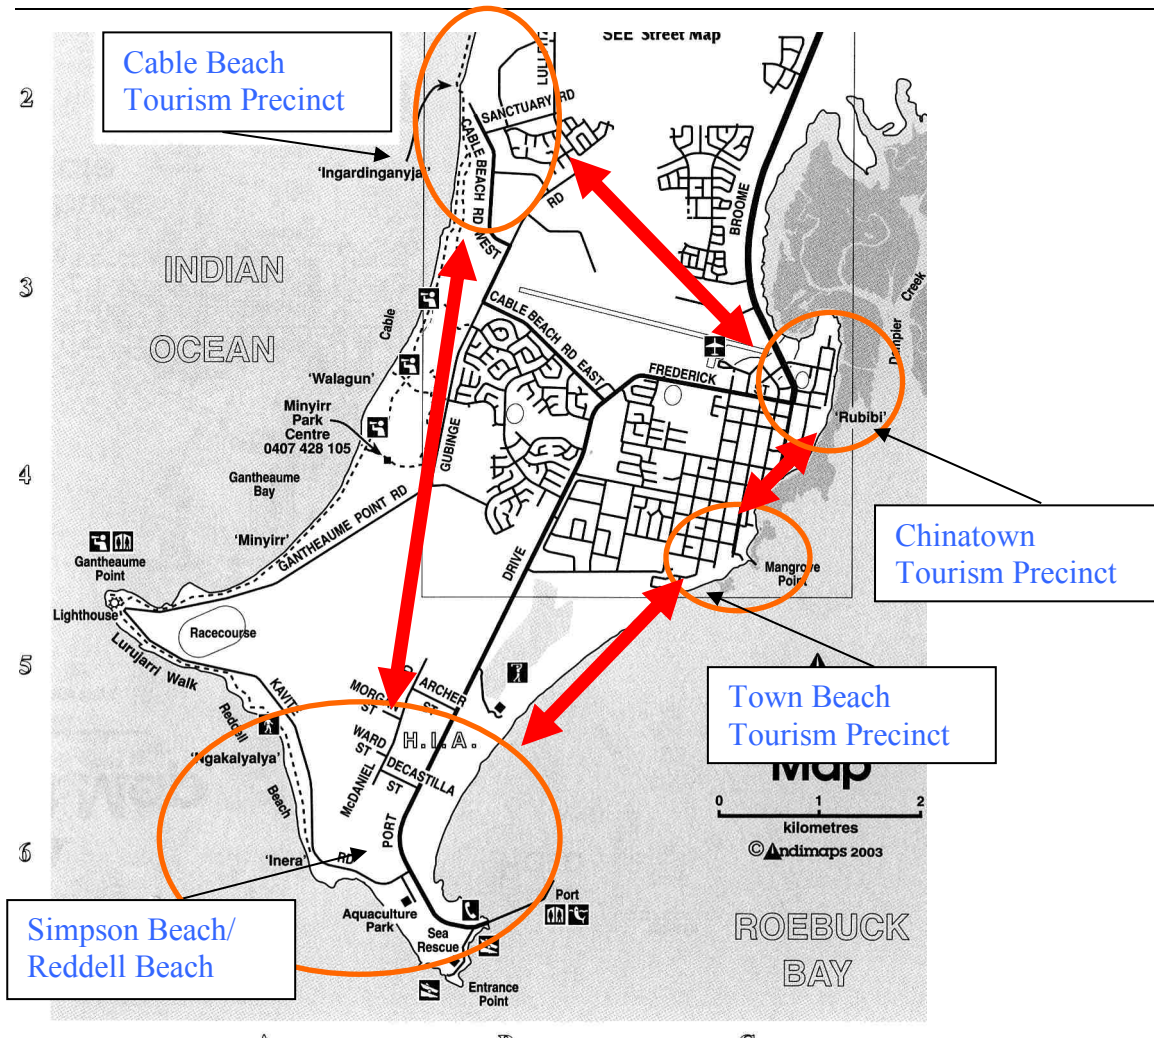 SEE Street Map
Cable Beach
Tourism Precinct
2
SANCTUARY RD
CABLE BEACH RD WEST
'Ingardinganyja'
RD
BROOME
INDIAN
OCEAN
3
Creek
Dampier
Cable
CABLE BEACH RD EAST
FREDERICK
ST
'Walagun'
'Rubibi'
Minyirr
Park
Centre
0407 428 105
GUBINGE
4
Gantheaume
Bay
GANTHEAUME POINT RD
'Minyirr'
Chinatown
Tourism Precinct
Gantheaume
Point
DRIVE
Mangrove
Point
Lighthouse
Racecourse
5
Lurujarri Walk
KAVITE
ARCHER
ST
MORGAN
ST
Town Beach
Tourism Precinct
Reddell
Beach
WARD
ST
H.I.A.
'Ngakalyalya'
DECASTILLA
ST
McDANIEL
Map
0 1 2
kilometres
© Andimaps 2003
PORT
6
'Inera'
RD
Port
Aquaculture
Park
Sea
Rescue
Simpson Beach/
Reddell Beach
ROEBUCK
BAY
Entrance
Point